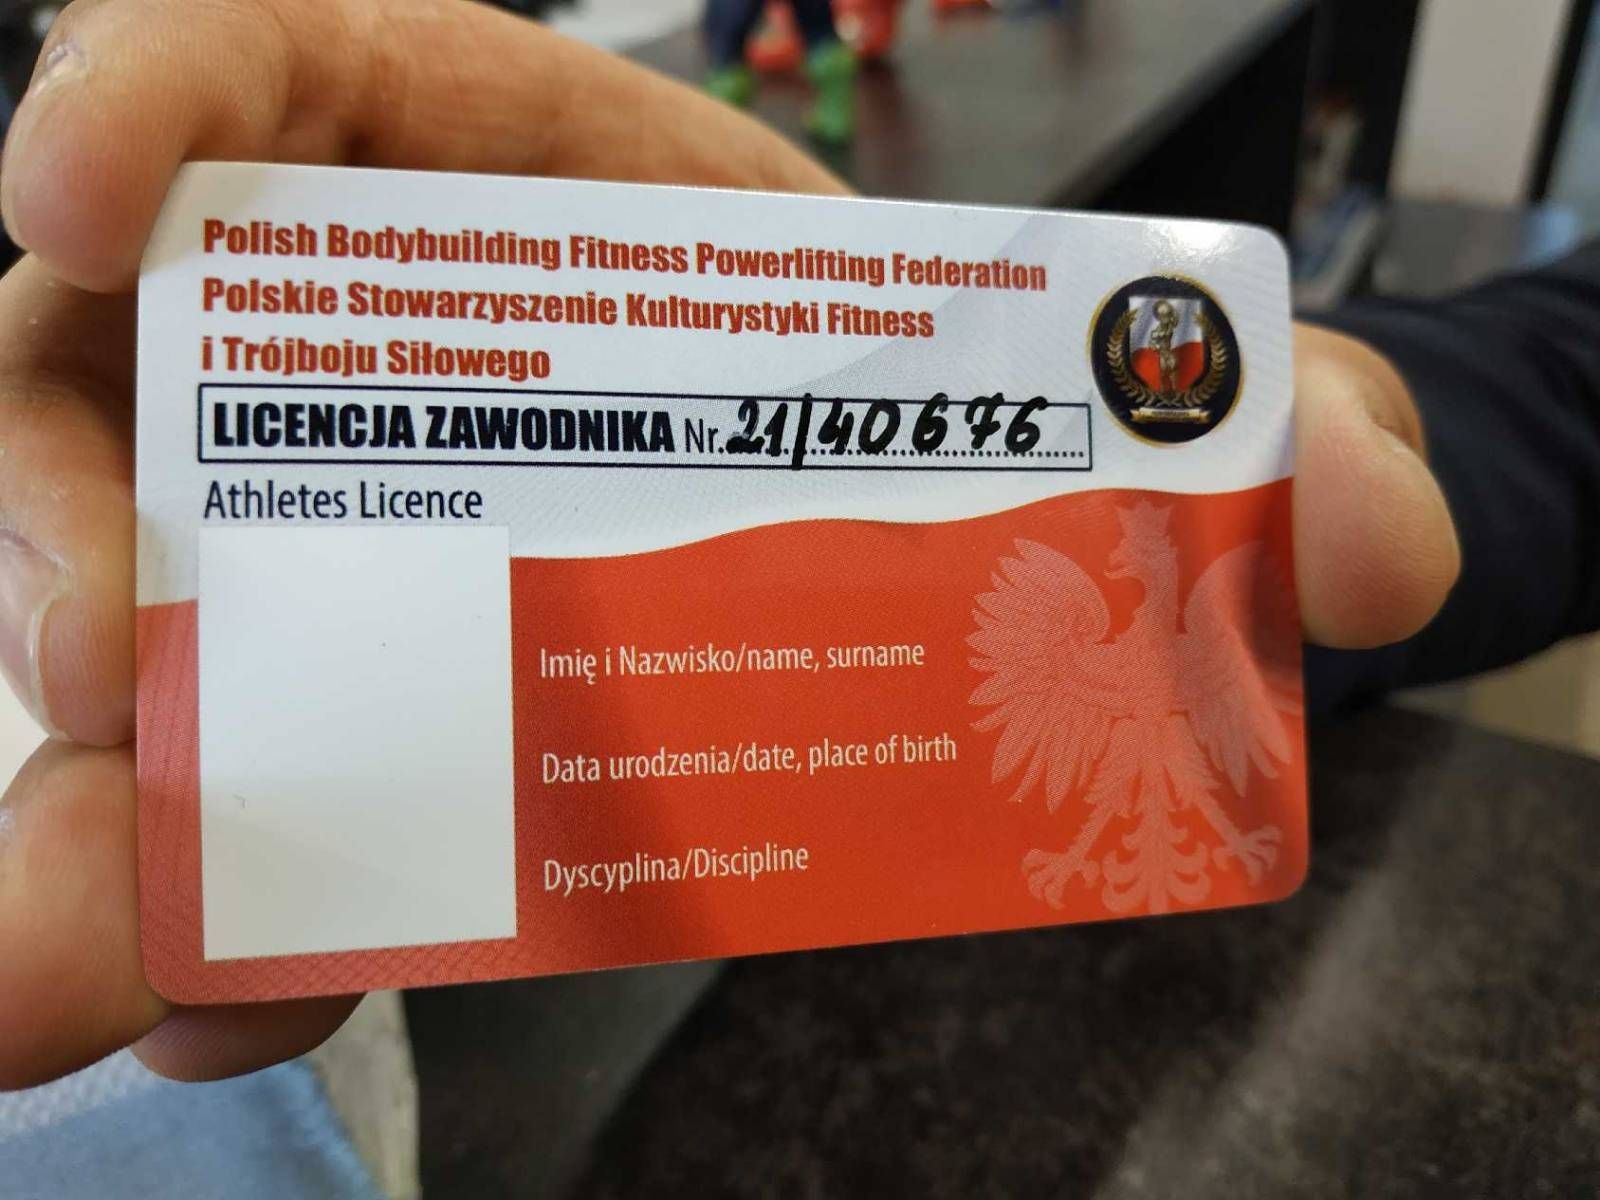 Polish Bodybuilding Fitness Powerlifting Federation
Polskie Stowarzyszenie Kulturystyki Fitness
i Trójboju Siłowego
LICENCJA ZAWODNIKA Nr. 21/40676
Athletes Licence
Imię i Nazwisko/name, surname
Data urodzenia/date, place of birth
Dyscyplina/Discipline